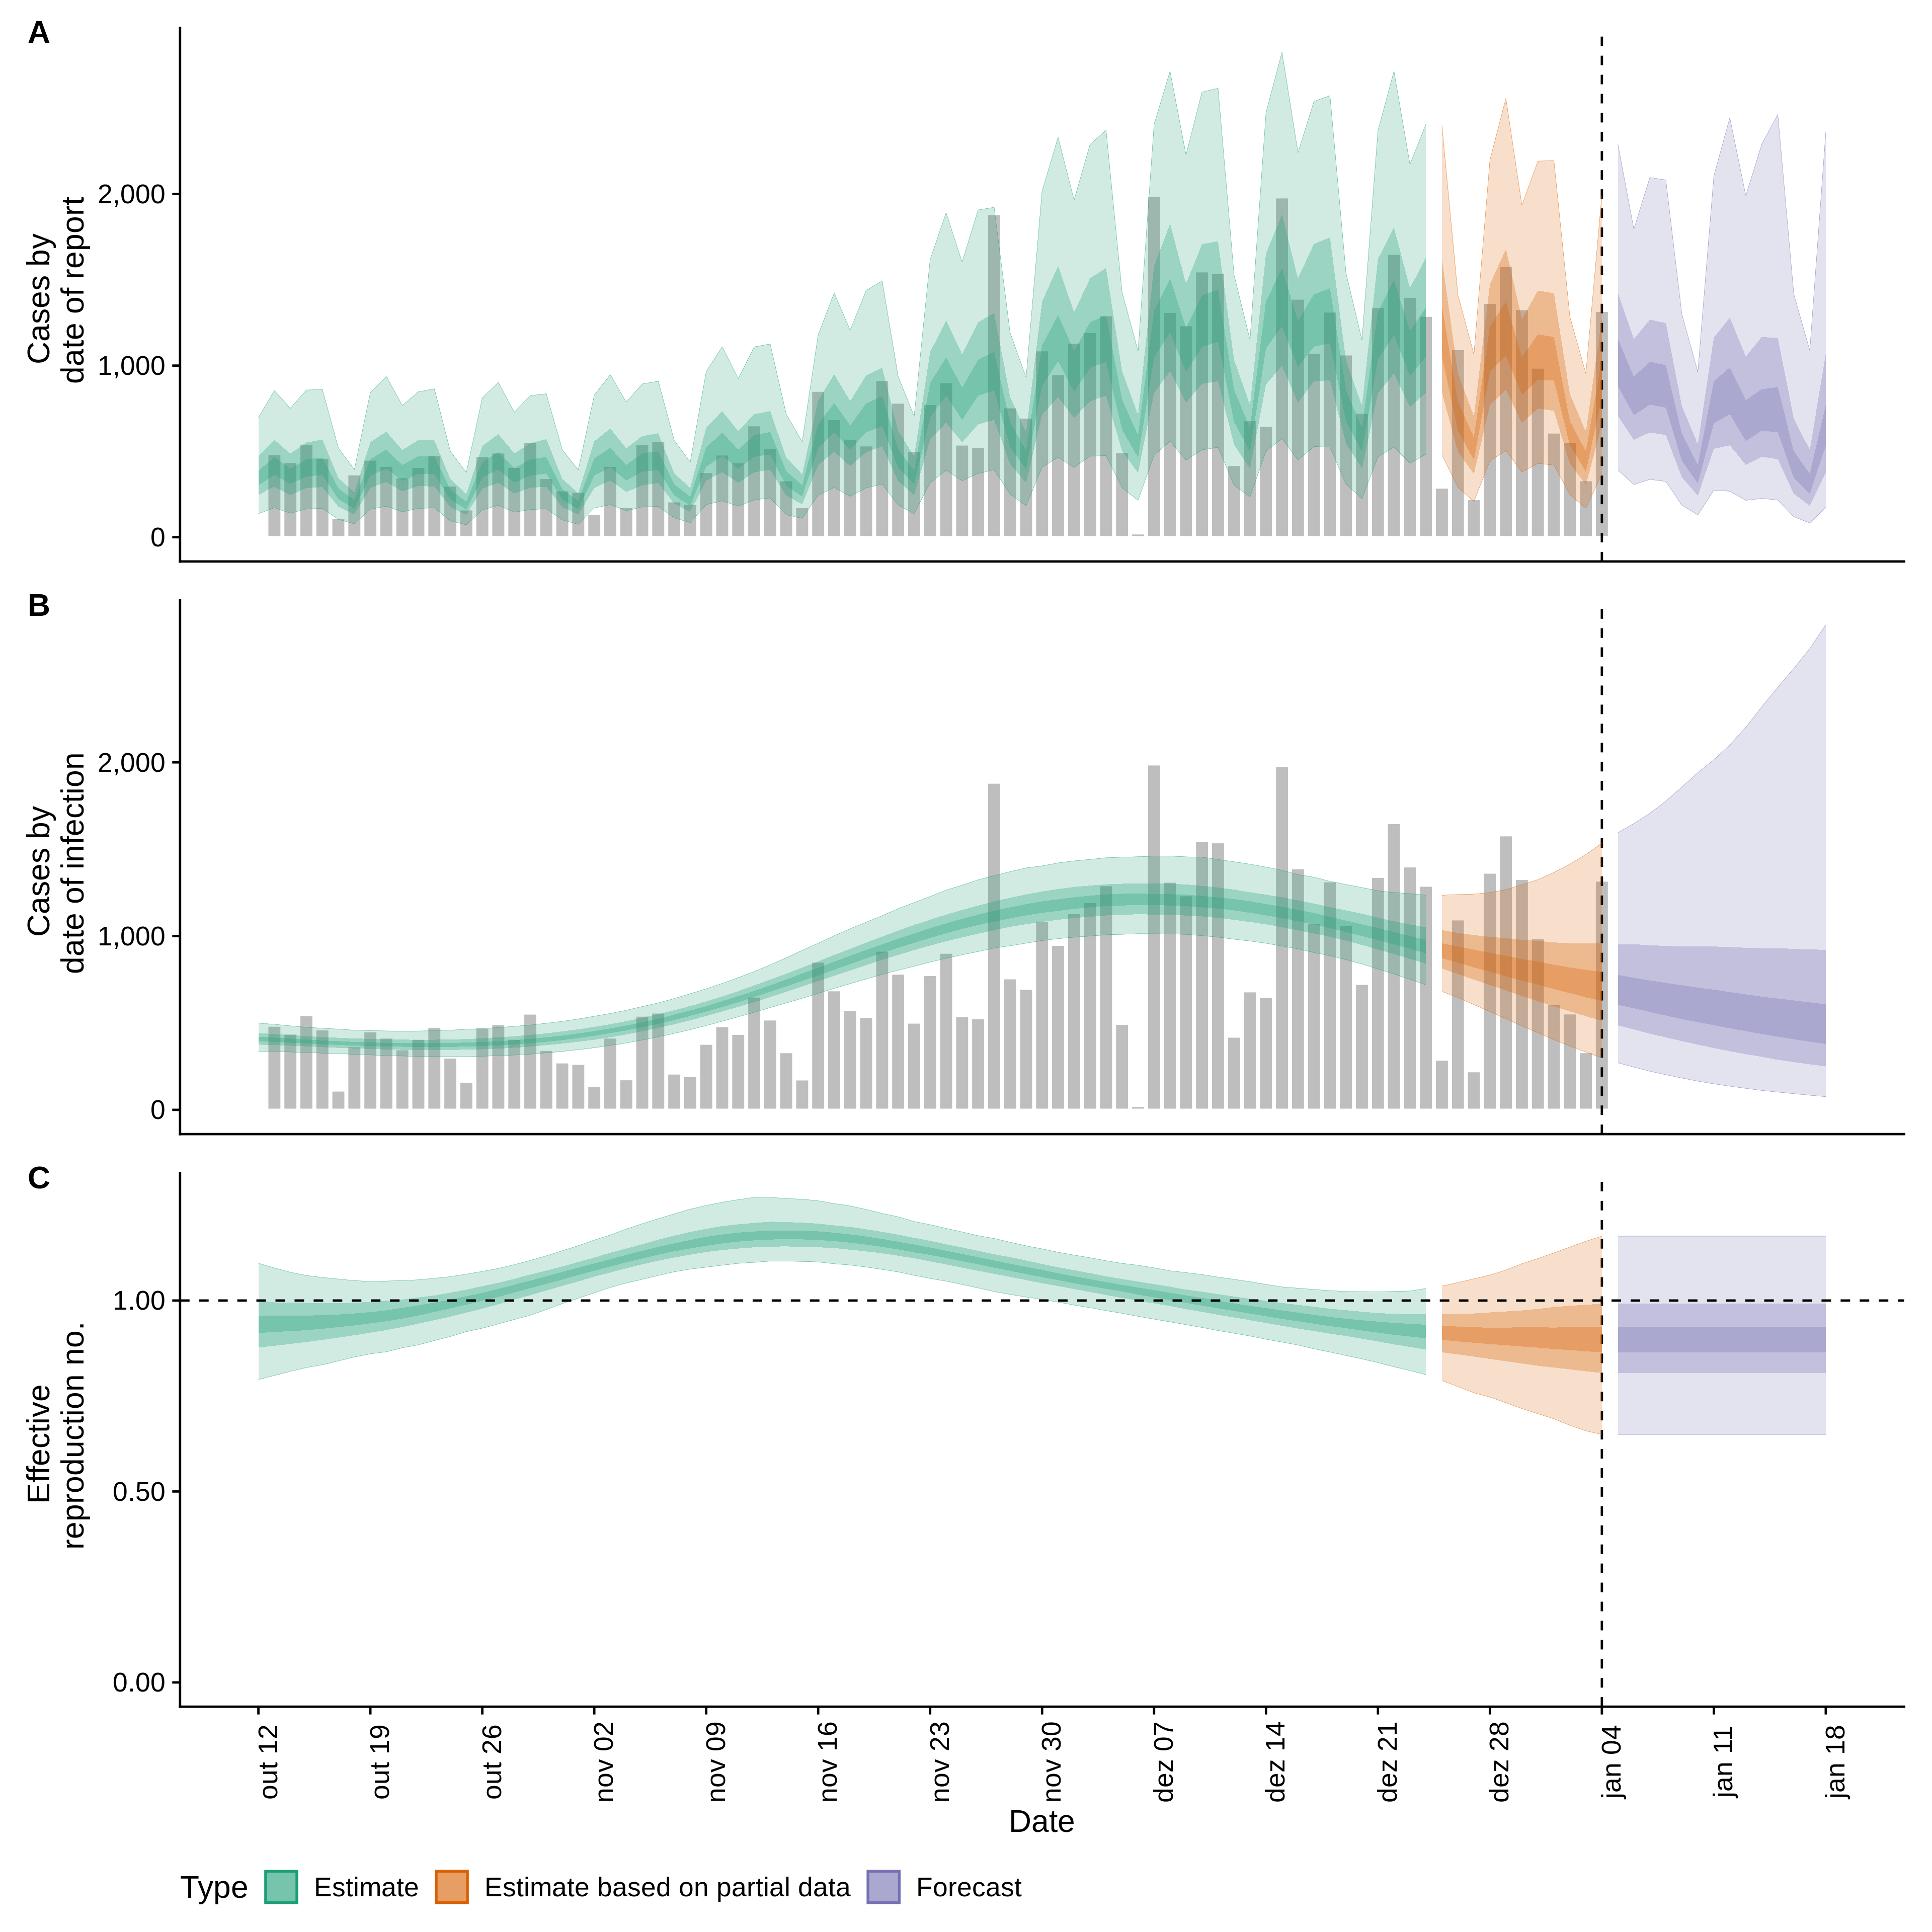 A
Cases by
date of report
2,000
1,000
0
B
Cases by
date of infection
2,000
1,000
0
C
Effective
reproduction no.
1.00
0.50
0.00
out 12
out 19
out 26
nov 02
nov 09
nov 16
nov 23
nov 30
dez 07
dez 14
dez 21
dez 28
jan 04
jan 11
jan 18
Date
Type Estimate Estimate based on partial data Forecast